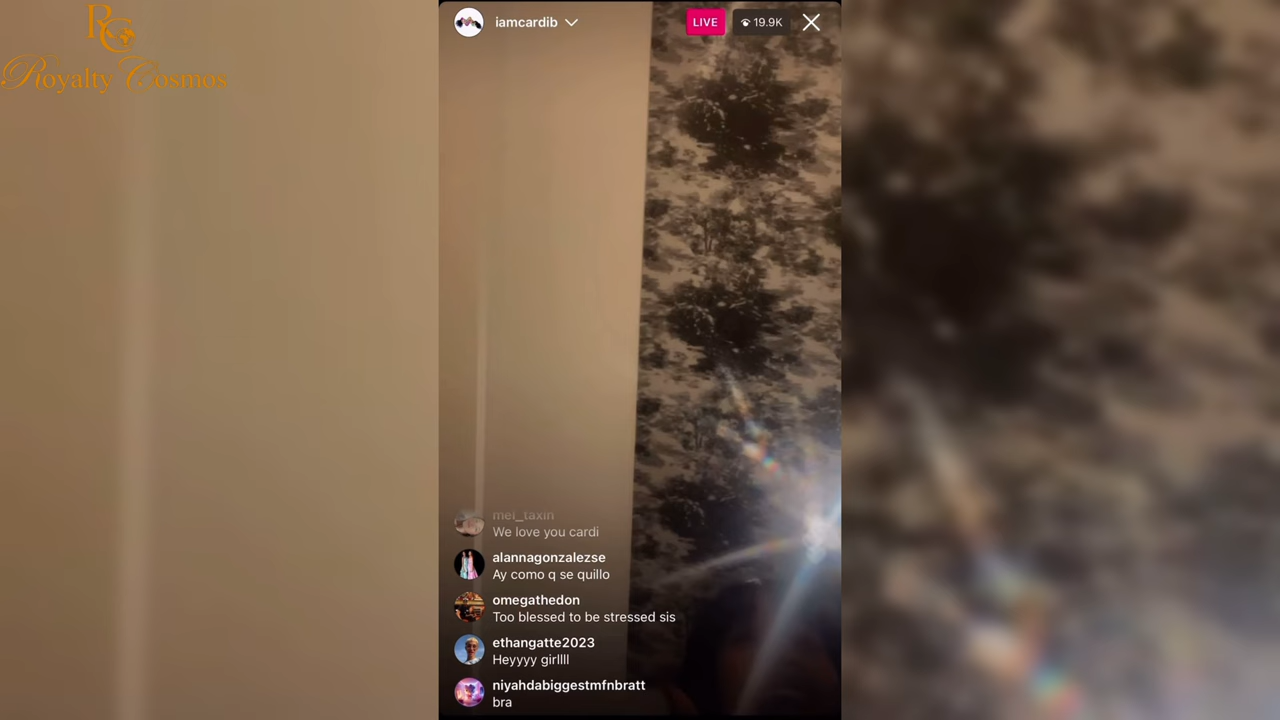 RC
Royalty Cosmos
iamcardib
LIVE
19.9K
mei_taxin
We love you cardi
alannagonzalezse
Ay como q se quillo
omegathedon
Too blessed to be stressed sis
ethangatte2023
Heyyyy girllll
niyahdabiggestmfnbratt
bra